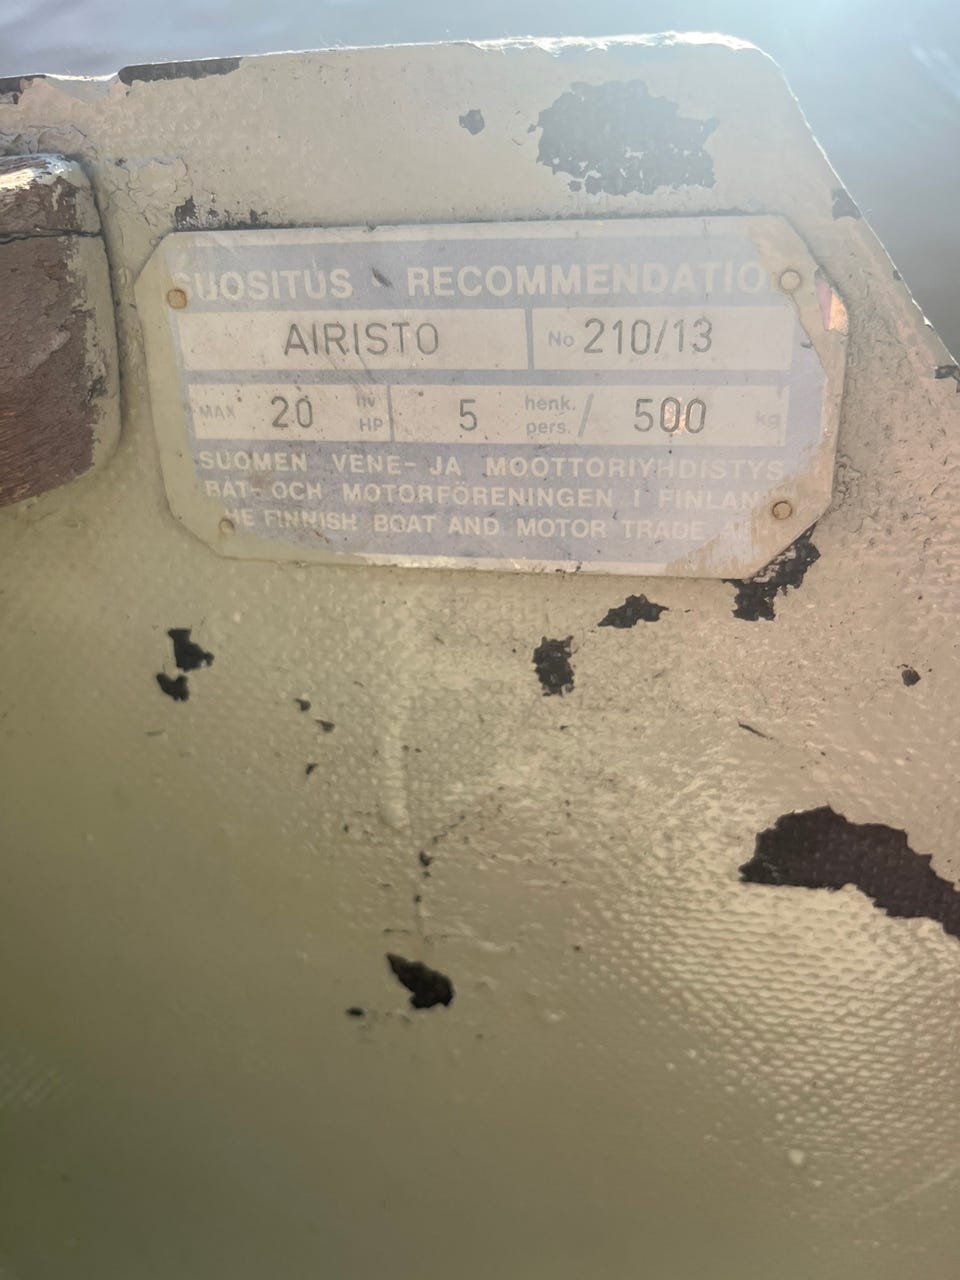 SUOSITUS - RECOMMENDATIO
AIRISTO No 210/13
MAX 20 hv HP 5 henk. pers. / 500 kg
SUOMEN VENE- JA MOOTTORIYHDISTYS
BÅT- OCH MOTORFÖRENINGEN I FINLAN
HE FINNISH BOAT AND MOTOR TRADE